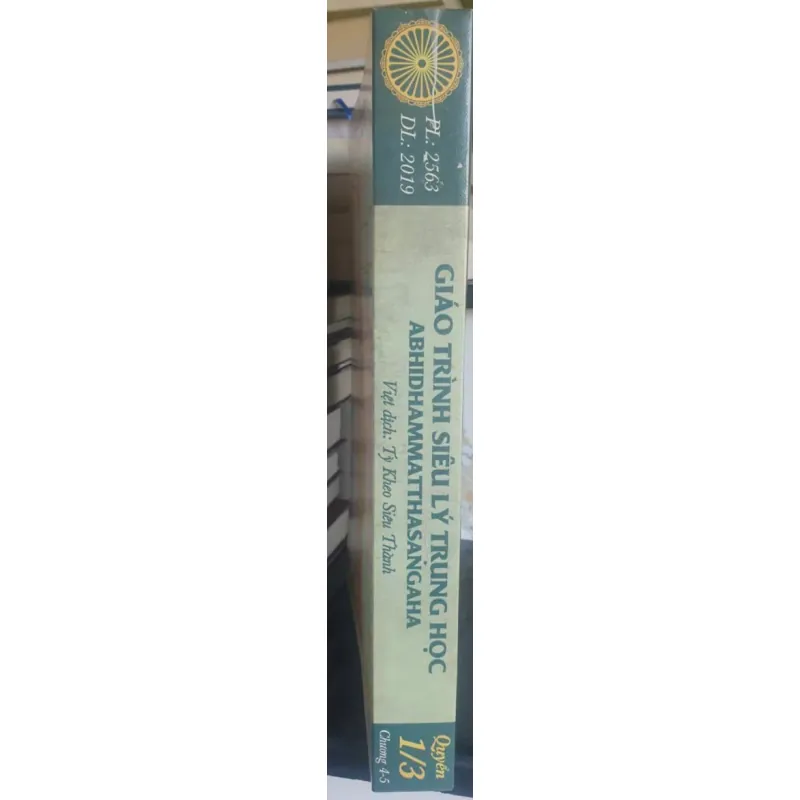 PL: 2563
DL: 2019
GIÁO TRÌNH SIÊU LÝ TRUNG HỌC
ABHIDHAMMATTHASAṄGAHA
Việt dịch: Tỳ Kheo Siêu Thành
Quyển
1/3
Chương 4-5